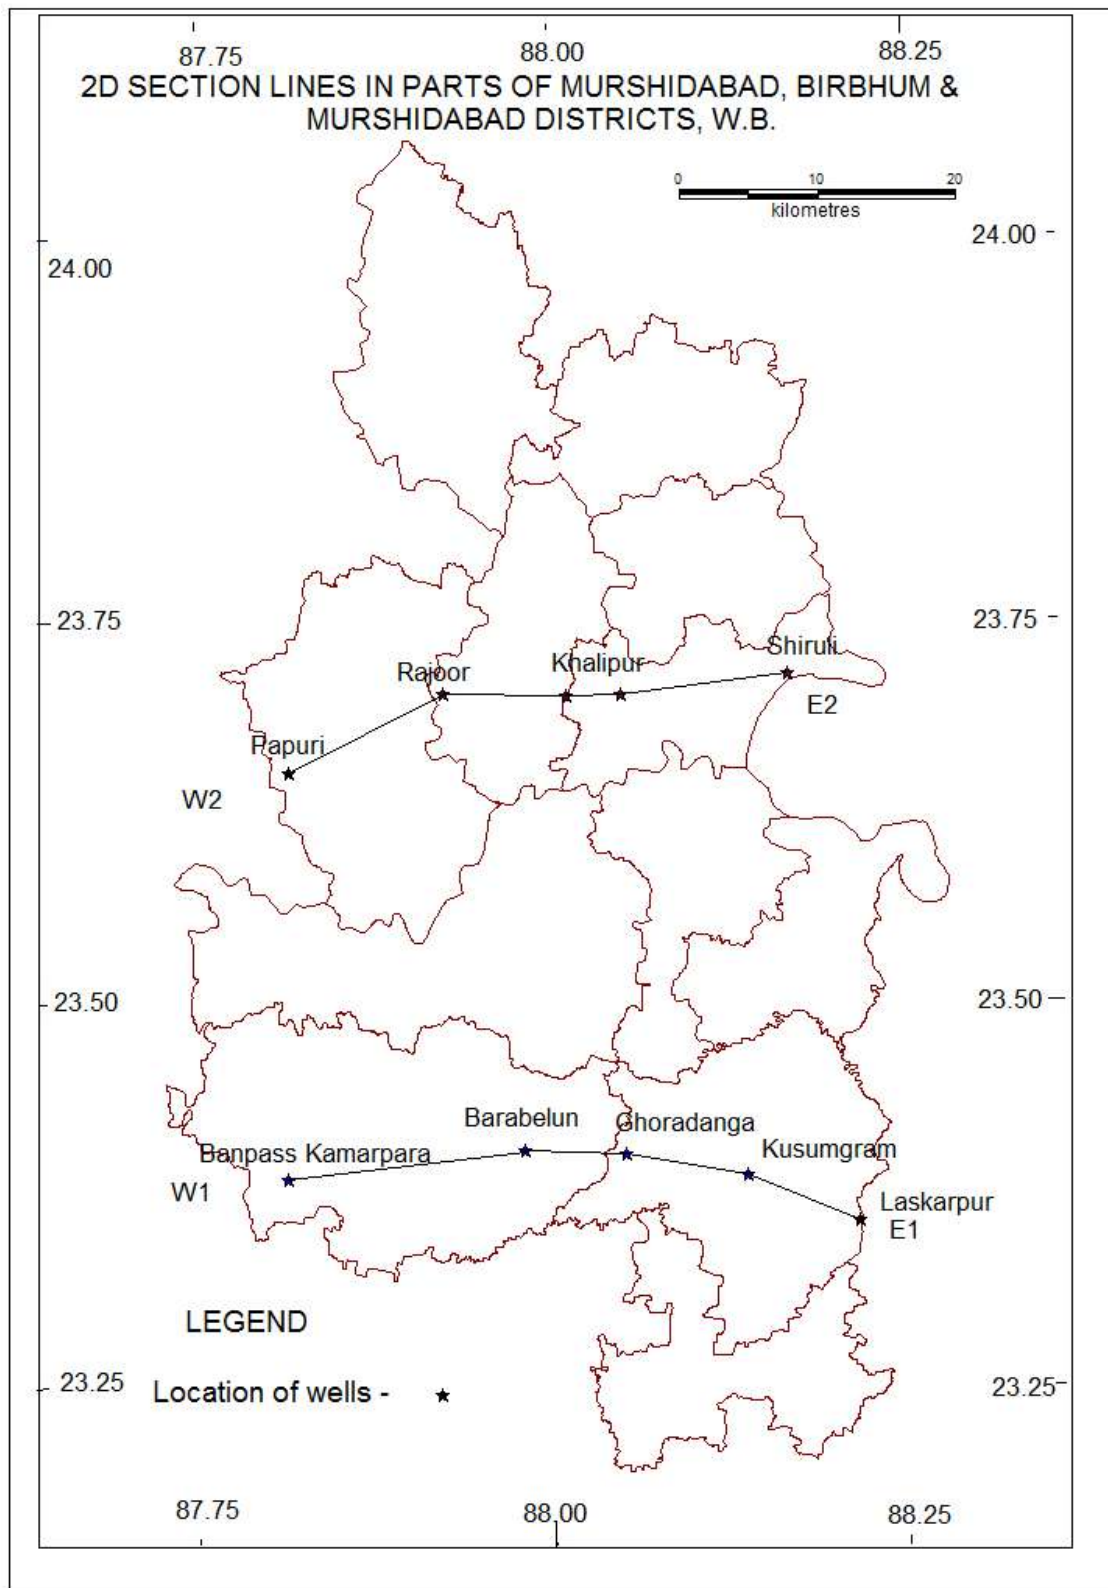 87.75 88.00 88.25
2D SECTION LINES IN PARTS OF MURSHIDABAD, BIRBHUM &
MURSHIDABAD DISTRICTS, W.B.
0 10 20
kilometres
24.00
24.00
23.75
23.75
Shiruli
Rajoor
Khalipur
E2
Papuri
W2
23.50
23.50
Barabelun
Ghoradanga
Banpass Kamarpara
Kusumgram
W1
Laskarpur
E1
LEGEND
23.25
23.25
Location of wells -
87.75 88.00 88.25